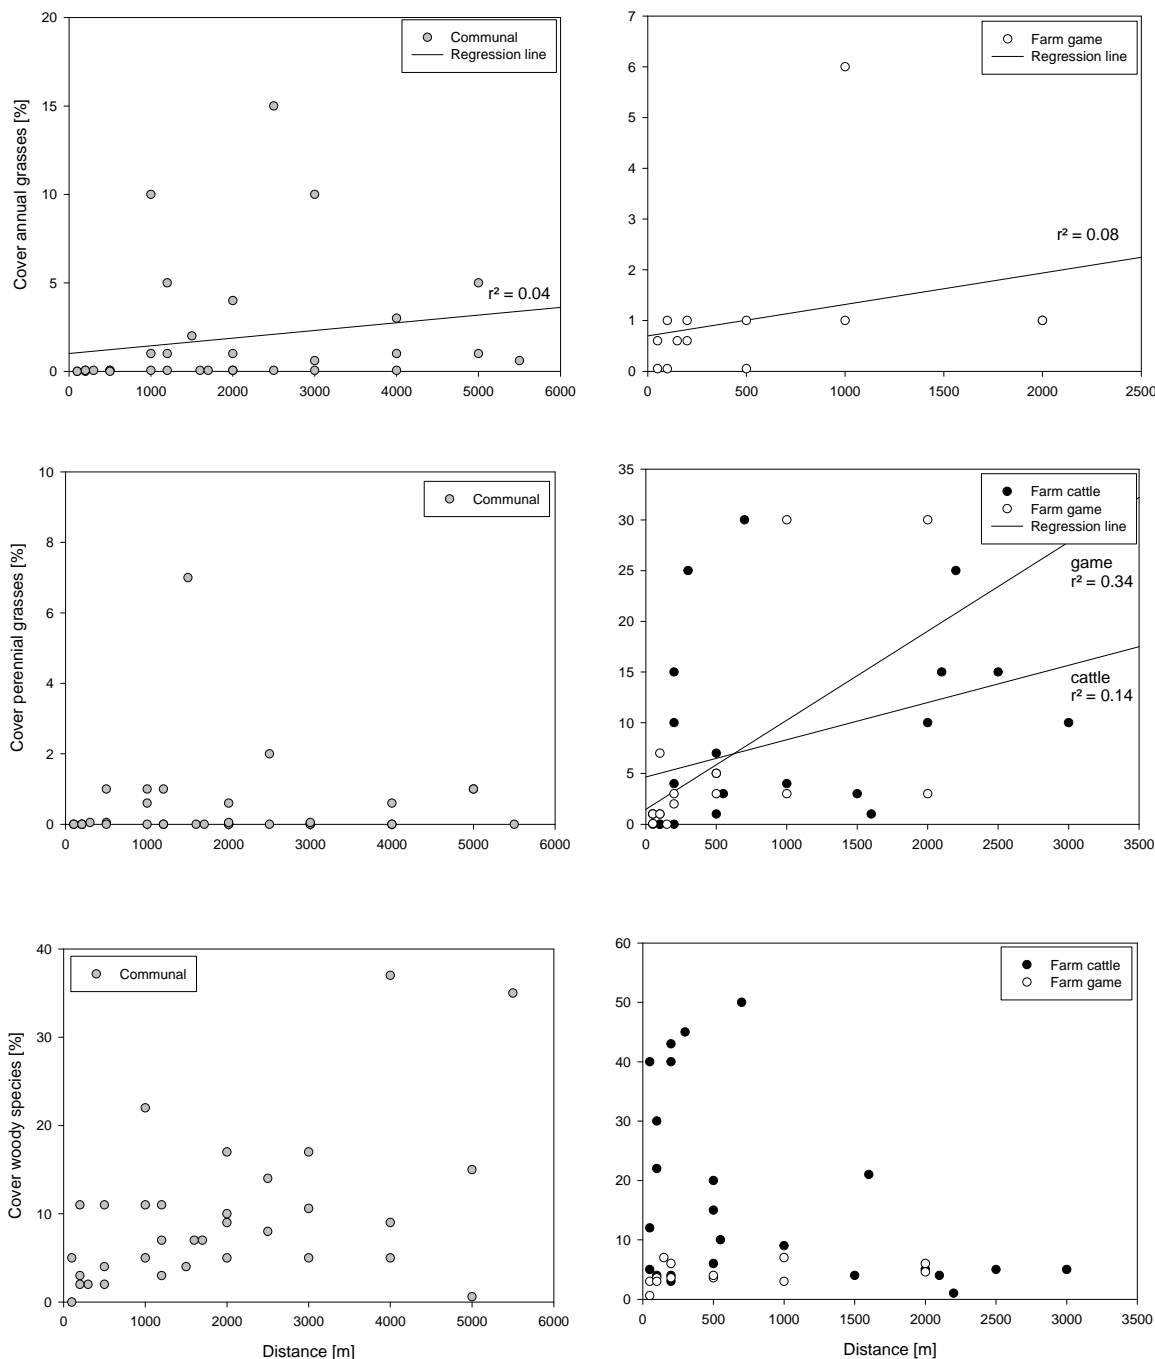 20
15
10
5
0
Cover annual grasses [%]
Communal
Regression line
r² = 0.04
0 1000 2000 3000 4000 5000 6000
7
6
5
4
3
2
1
0
Farm game
Regression line
r² = 0.08
0 500 1000 1500 2000 2500
10
8
6
4
2
0
Cover perennial grasses [%]
Communal
0 1000 2000 3000 4000 5000 6000
35
30
25
20
15
10
5
0
Farm cattle
Farm game
Regression line
game
r² = 0.34
cattle
r² = 0.14
0 500 1000 1500 2000 2500 3000 3500
40
30
20
10
0
Cover woody species [%]
Communal
0 1000 2000 3000 4000 5000 6000
Distance [m]
60
50
40
30
20
10
0
Farm cattle
Farm game
0 500 1000 1500 2000 2500 3000 3500
Distance [m]